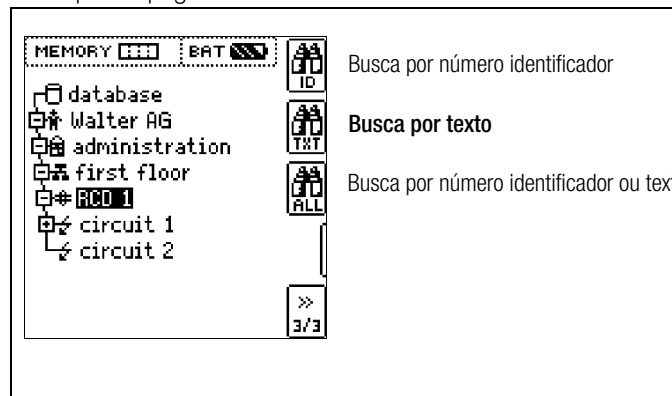 MEMORY BAT
database
Walter AG
administration
first floor
RCD 1
circuit 1
circuit 2
ID
TXT
ALL
»
3/3
Busca por número identificador
Busca por texto
Busca por número identificador ou